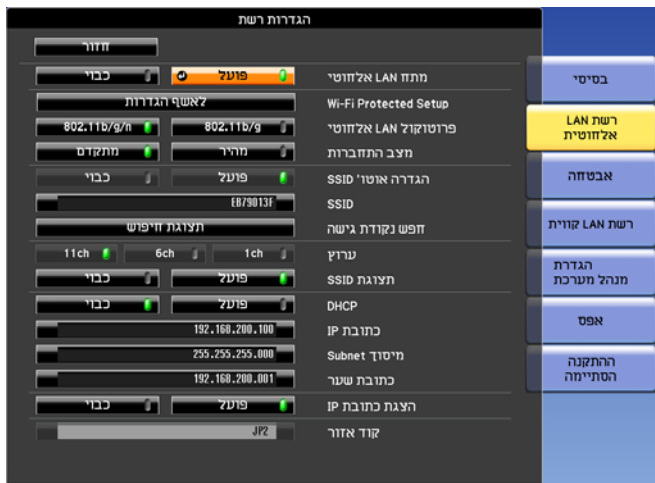 הגדרות רשת
חזור
מתח LAN אלחוטי פועל כבוי
Wi-Fi Protected Setup לאשף הגדרות
פרוטוקול LAN אלחוטי 802.11b/g 802.11b/g/n
מצב התחברות מהיר מתקדם
הגדרה אוטו' SSID פועל כבוי
SSID EB79013F
חפש נקודת גישה תצוגת חיפוש
ערוץ 1ch 6ch 11ch
תצוגת SSID פועל כבוי
DHCP פועל כבוי
כתובת IP 192.168.200.100
מיסוך Subnet 255.255.255.000
כתובת שער 192.168.200.001
הצגת כתובת IP פועל כבוי
קוד אזור JP2
בסיסי
רשת LAN
אלחוטית
אבטחה
רשת LAN קווית
הגדרת
מנהל מערכת
אפס
ההתקנה
הסתיימה